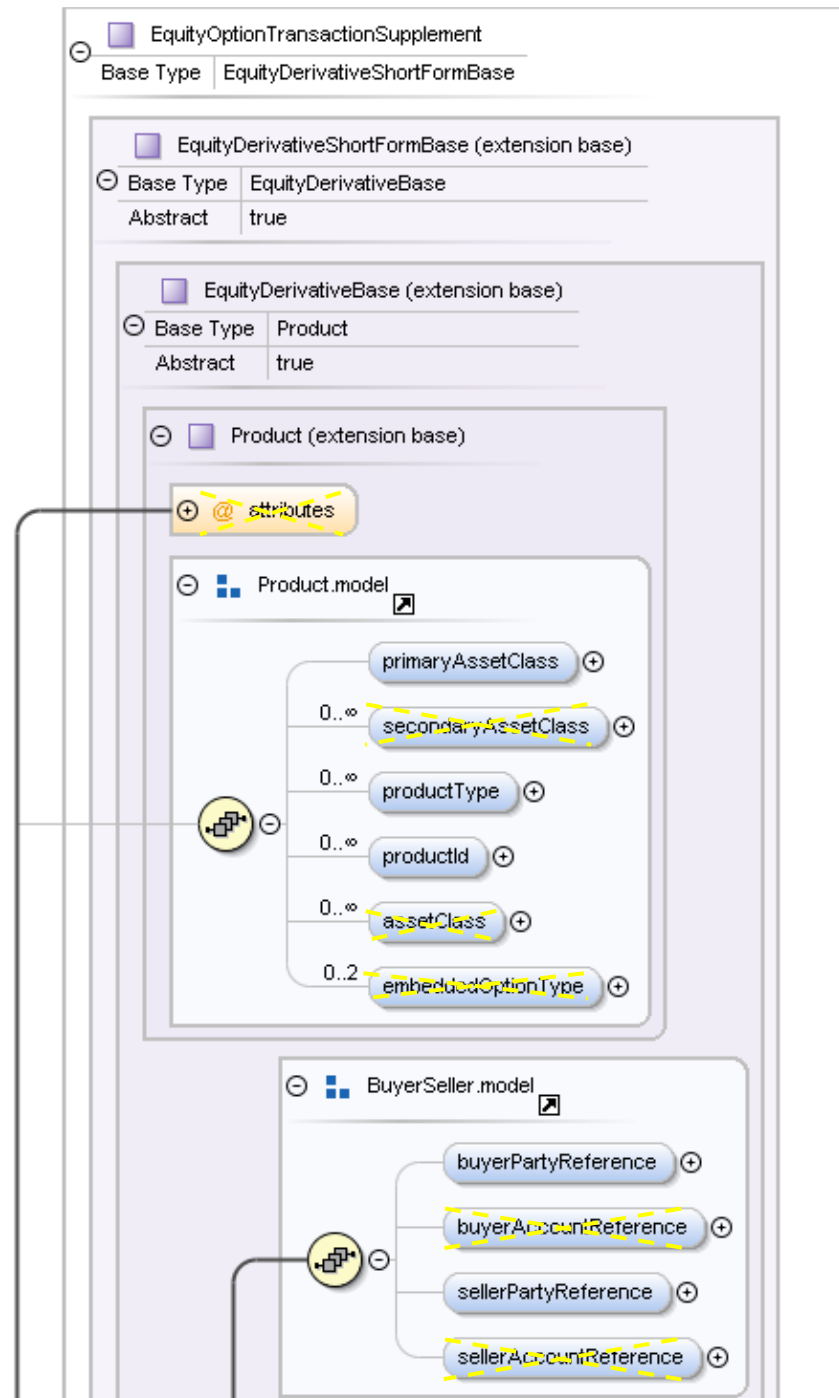 EquityOptionTransactionSupplement
Base Type EquityDerivativeShortFormBase
EquityDerivativeShortFormBase (extension base)
Base Type EquityDerivativeBase
Abstract true
EquityDerivativeBase (extension base)
Base Type Product
Abstract true
Product (extension base)
@ attributes
Product.model
primaryAssetClass
0..∞ secondaryAssetClass
0..∞ productType
0..∞ productId
0..∞ assetClass
0..2 embeddedOptionType
BuyerSeller.model
buyerPartyReference
buyerAccountReference
sellerPartyReference
sellerAccountReference